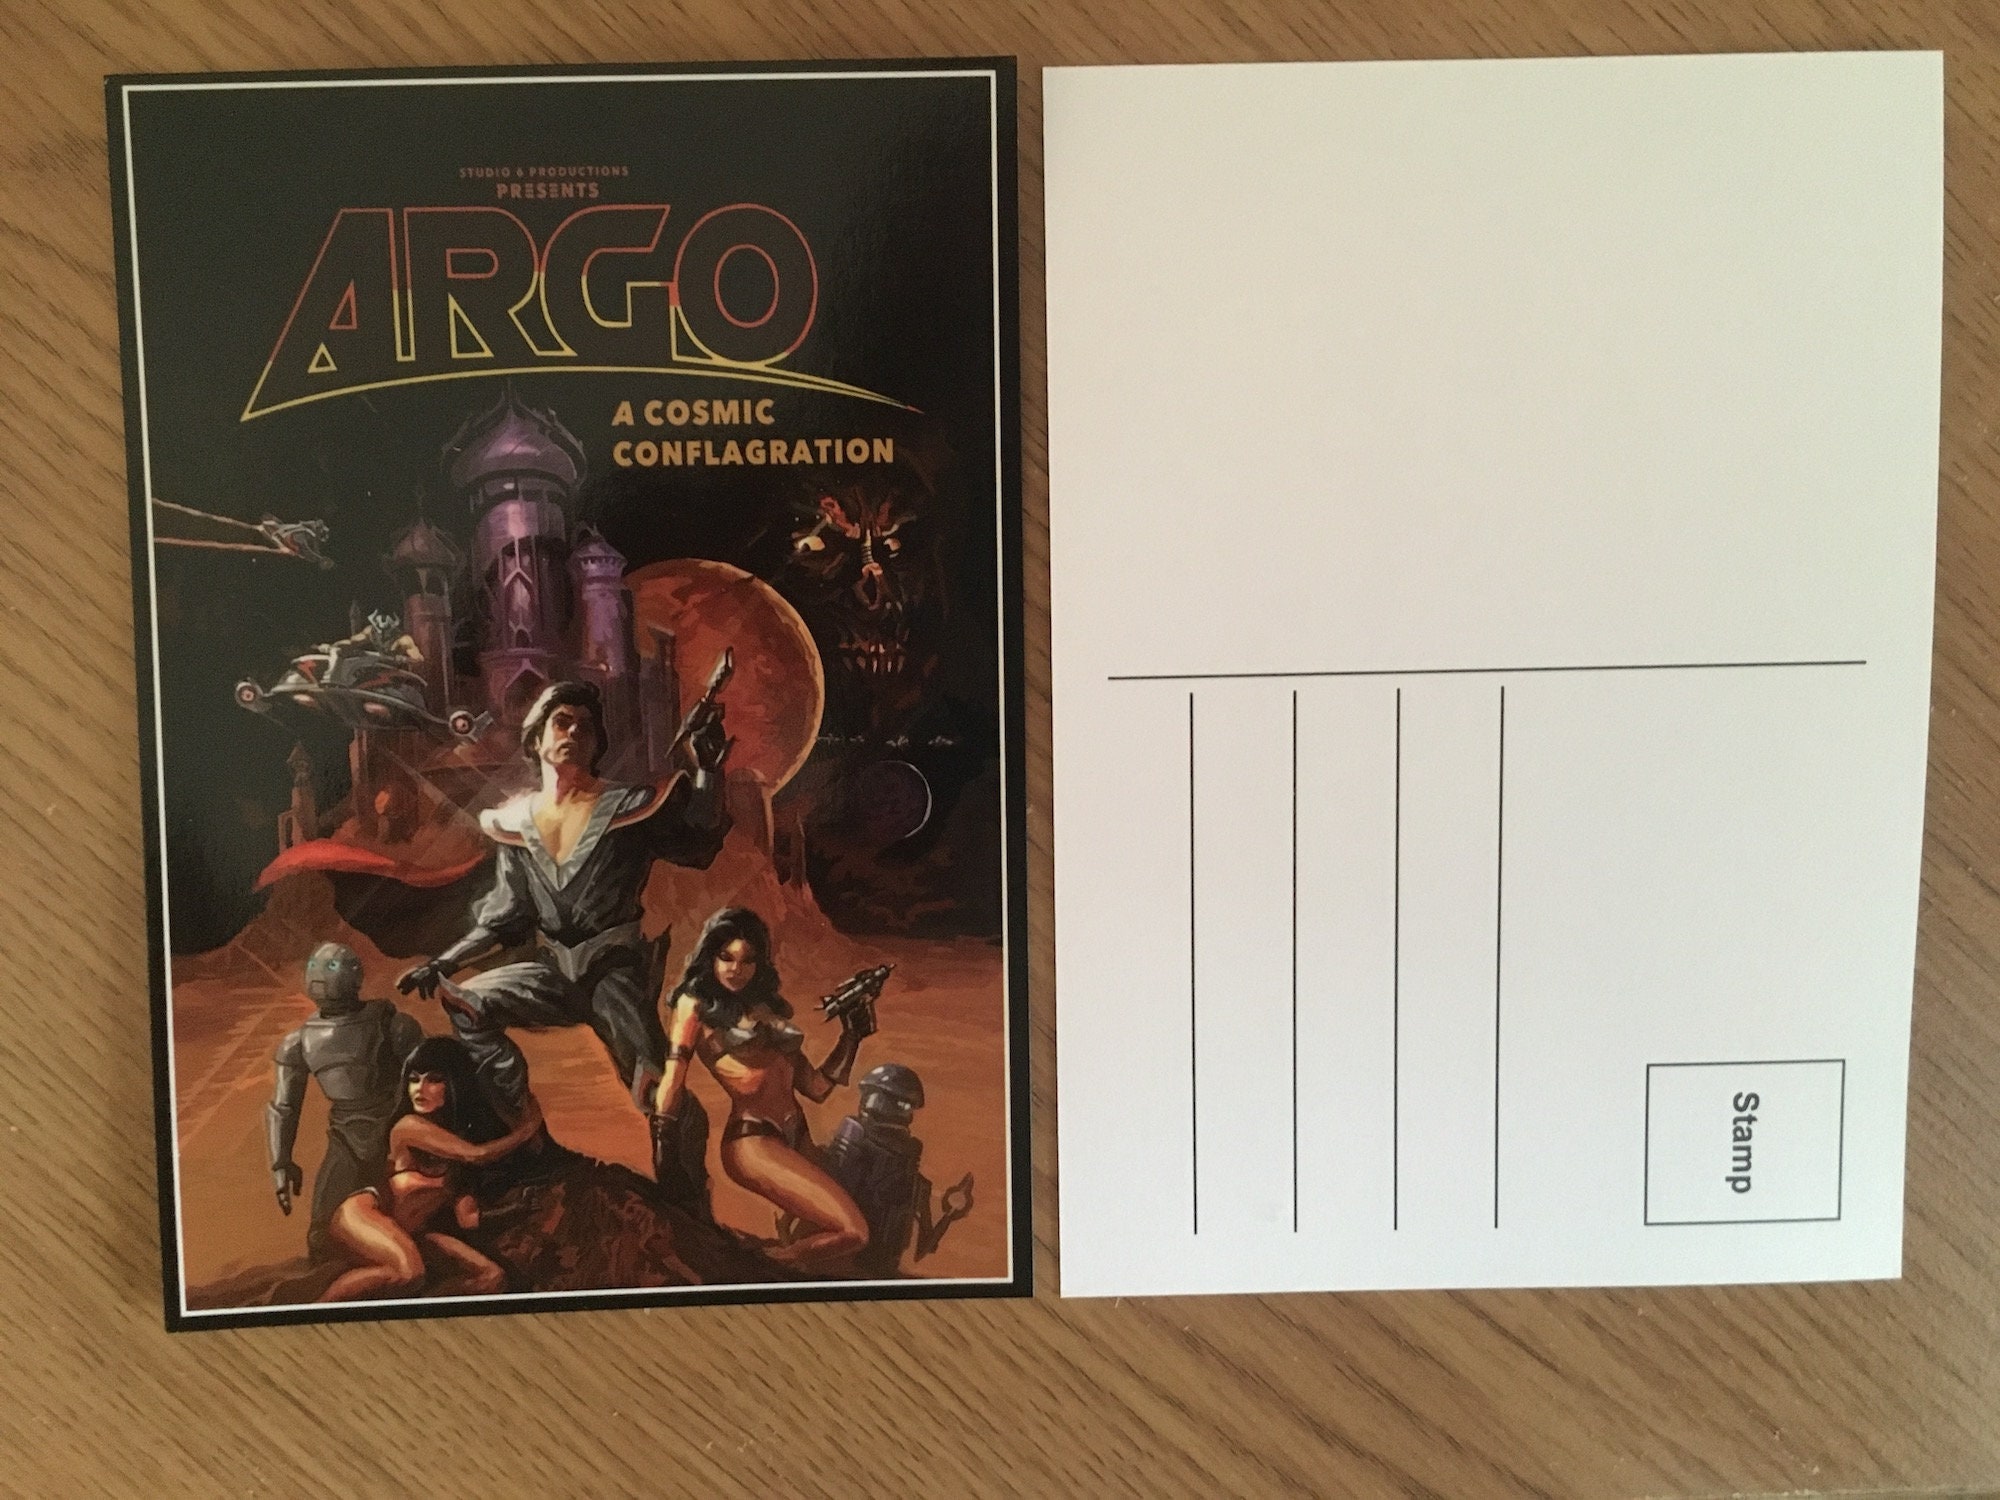 STUDIO 6 PRODUCTIONS
PRESENTS
ARGO
A COSMIC
CONFLAGRATION
Stamp